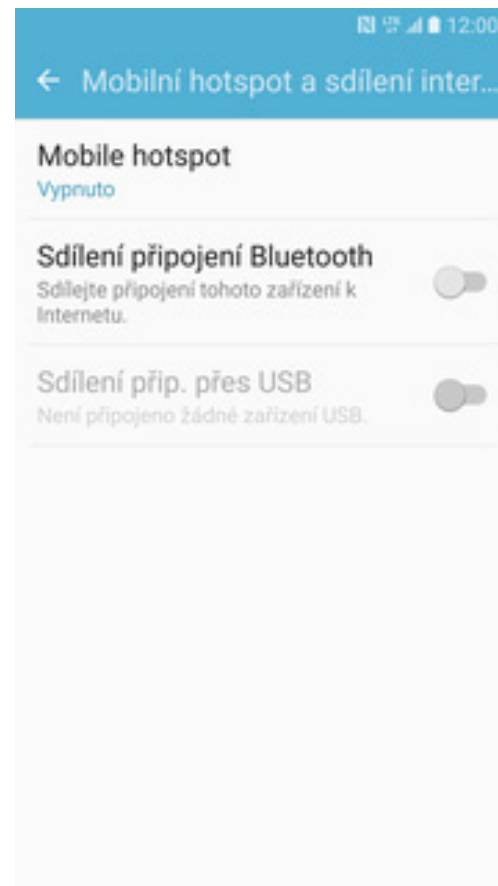 12:00
Mobilní hotspot a sdílení inter...
Mobile hotspot
Vypnuto
Sdílení připojení Bluetooth
Sdílejte připojení tohoto zařízení k
Internetu.
Sdílení přip. přes USB
Není připojeno žádné zařízení USB.